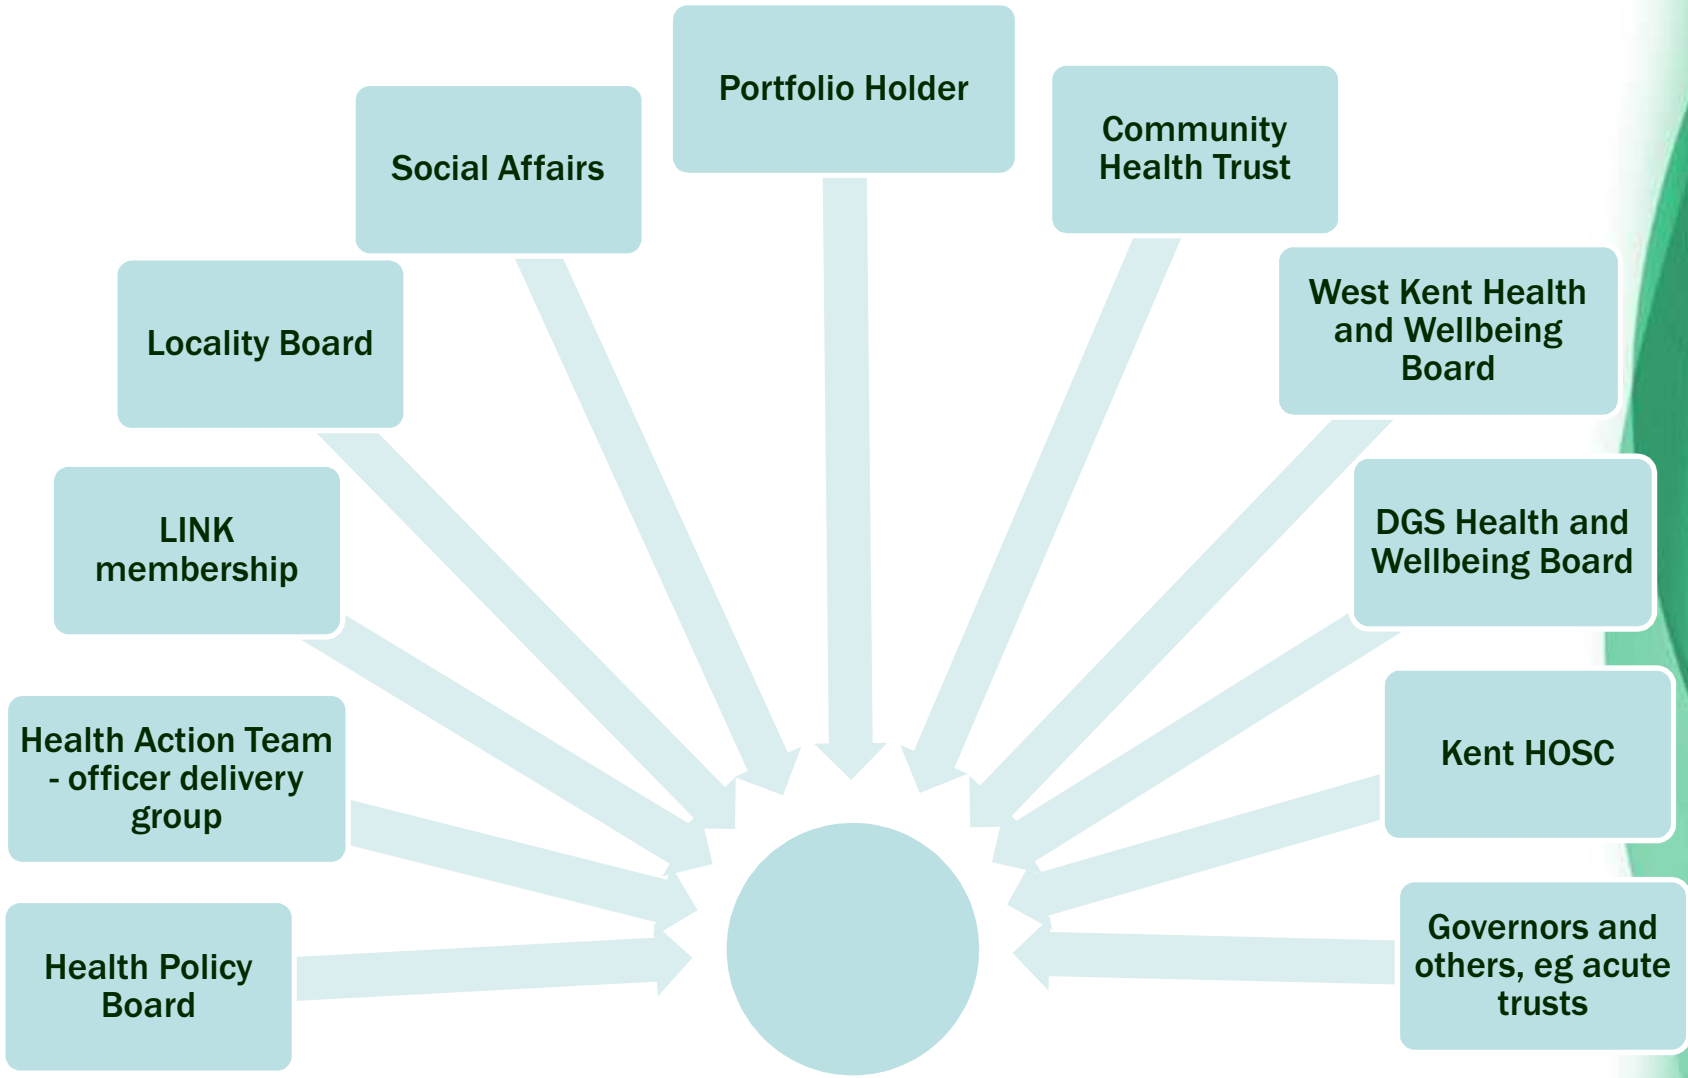 Portfolio Holder
Social Affairs
Community
Health Trust
Locality Board
West Kent Health
and Wellbeing
Board
LINK
membership
DGS Health and
Wellbeing Board
Health Action Team
- officer delivery
group
Kent HOSC
Health Policy
Board
Governors and
others, eg acute
trusts